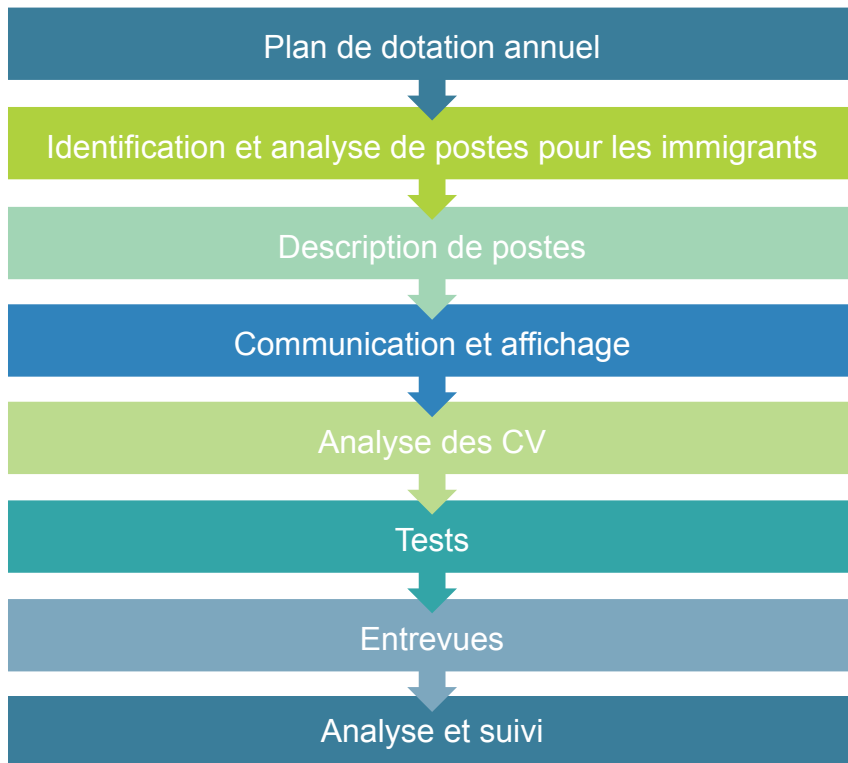 Plan de dotation annuel
Identification et analyse de postes pour les immigrants
Description de postes
Communication et affichage
Analyse des CV
Tests
Entrevues
Analyse et suivi